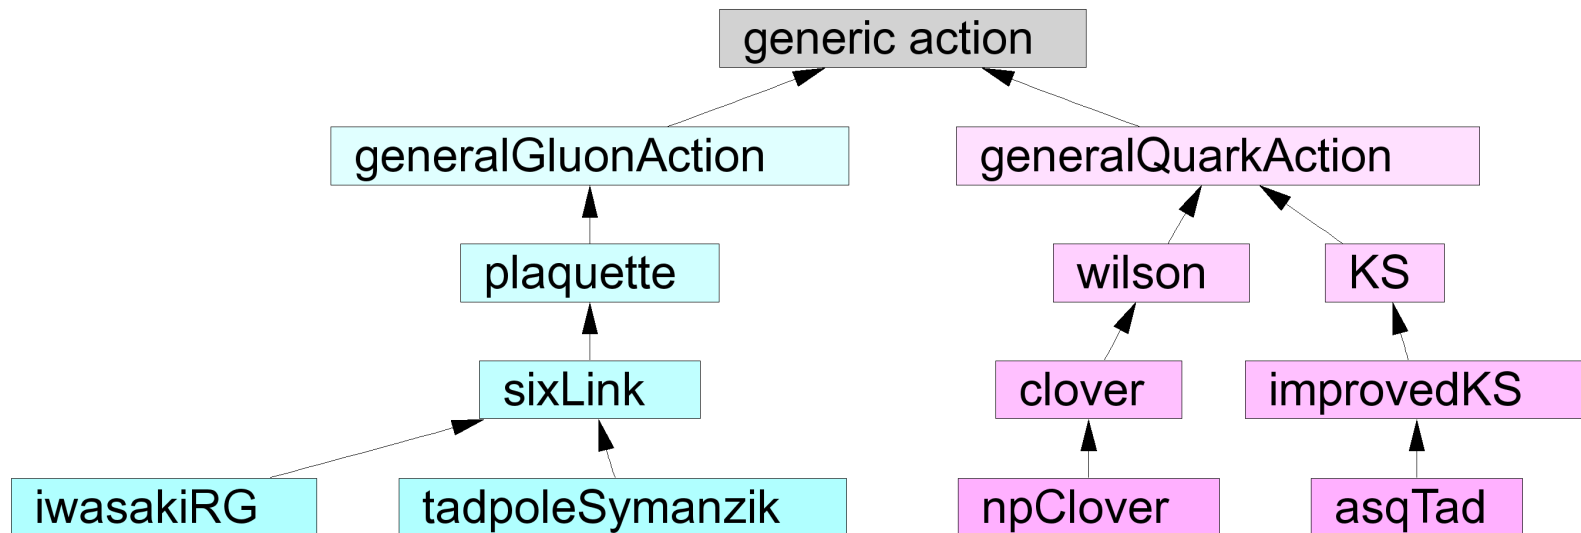 generic action
generalGluonAction
generalQuarkAction
plaquette
wilson
KS
sixLink
clover
improvedKS
iwasakiRG
tadpoleSymanzik
npClover
asqTad